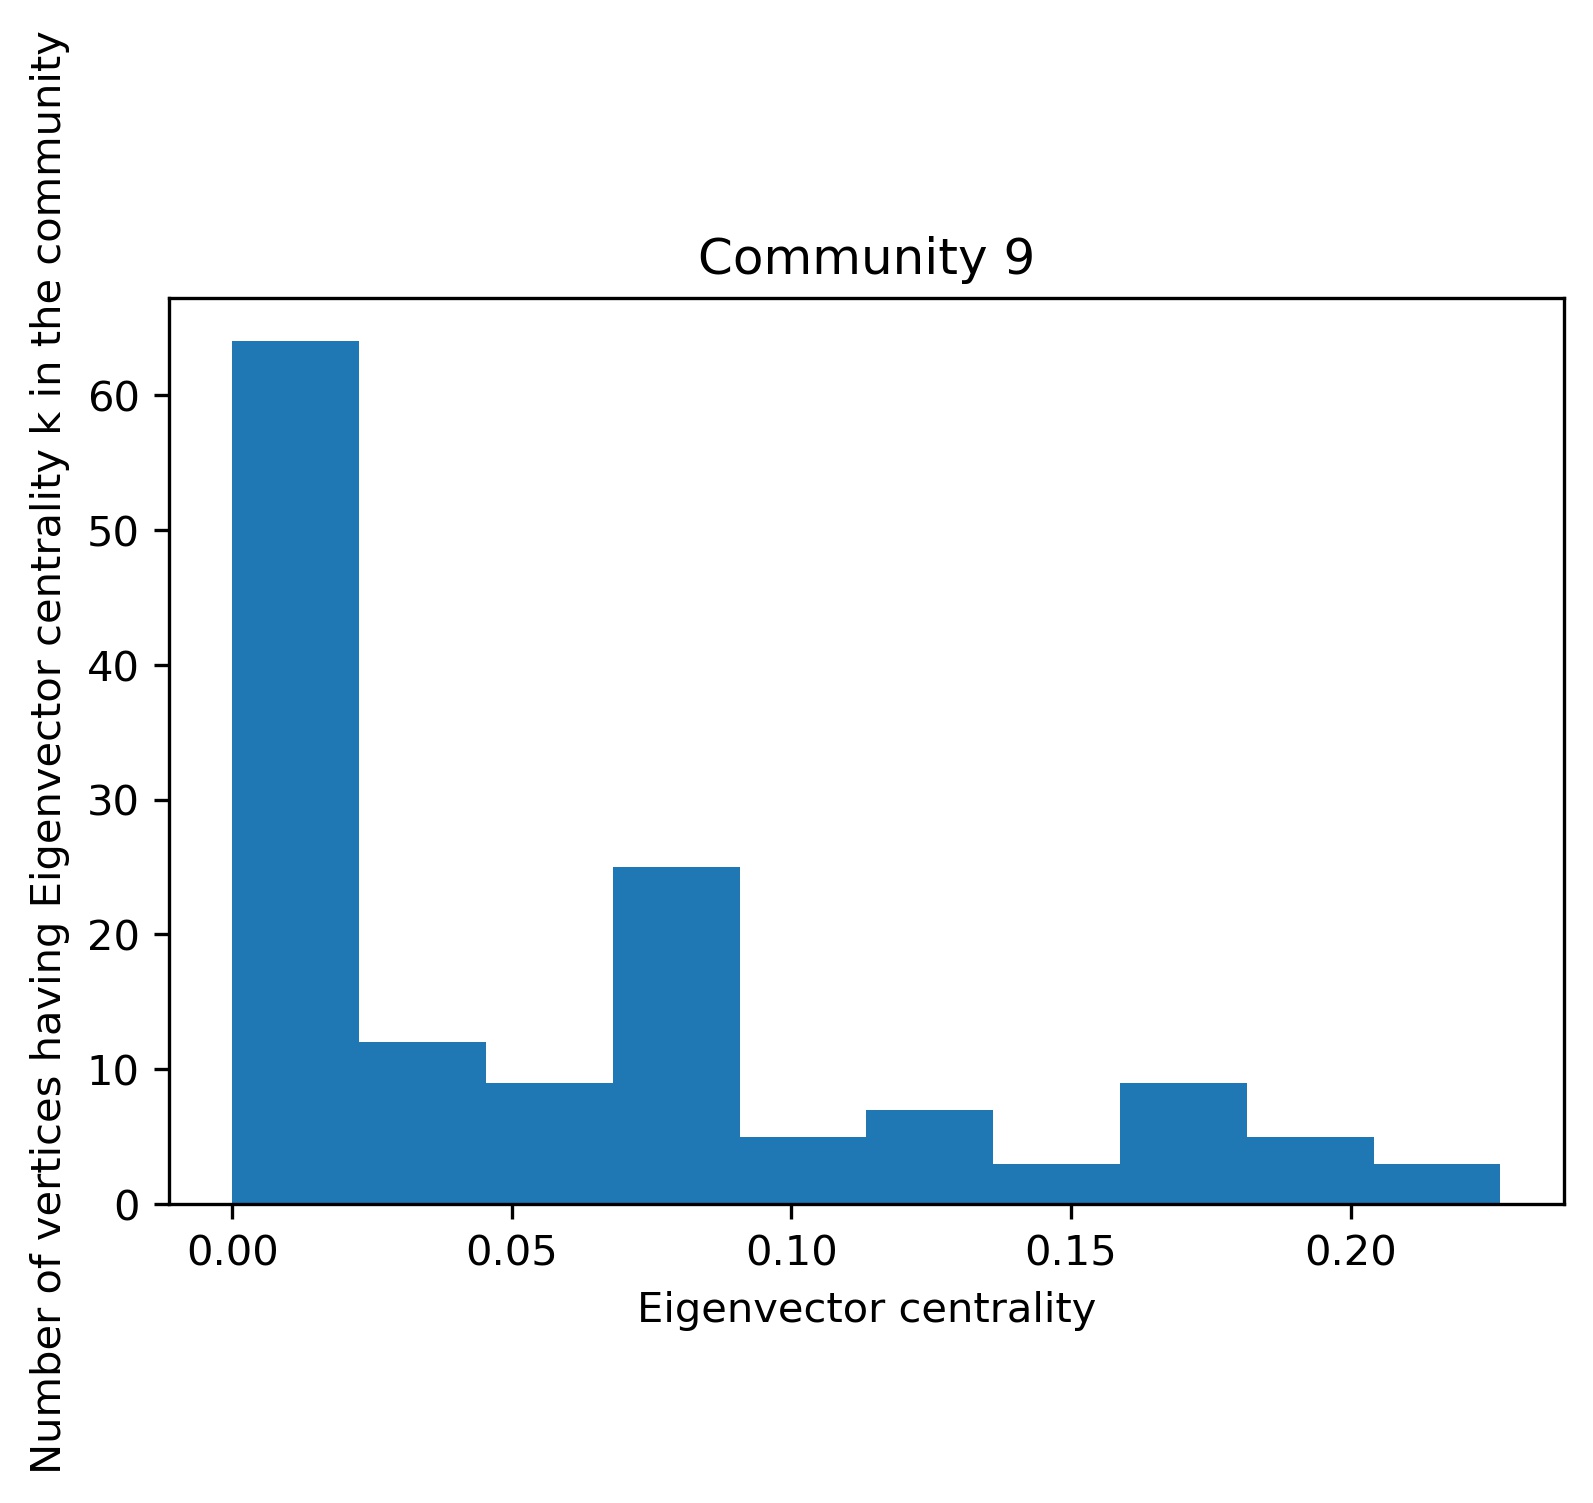 Community 9
Number of vertices having Eigenvector centrality k in the community
60
50
40
30
20
10
0
0.00 0.05 0.10 0.15 0.20
Eigenvector centrality